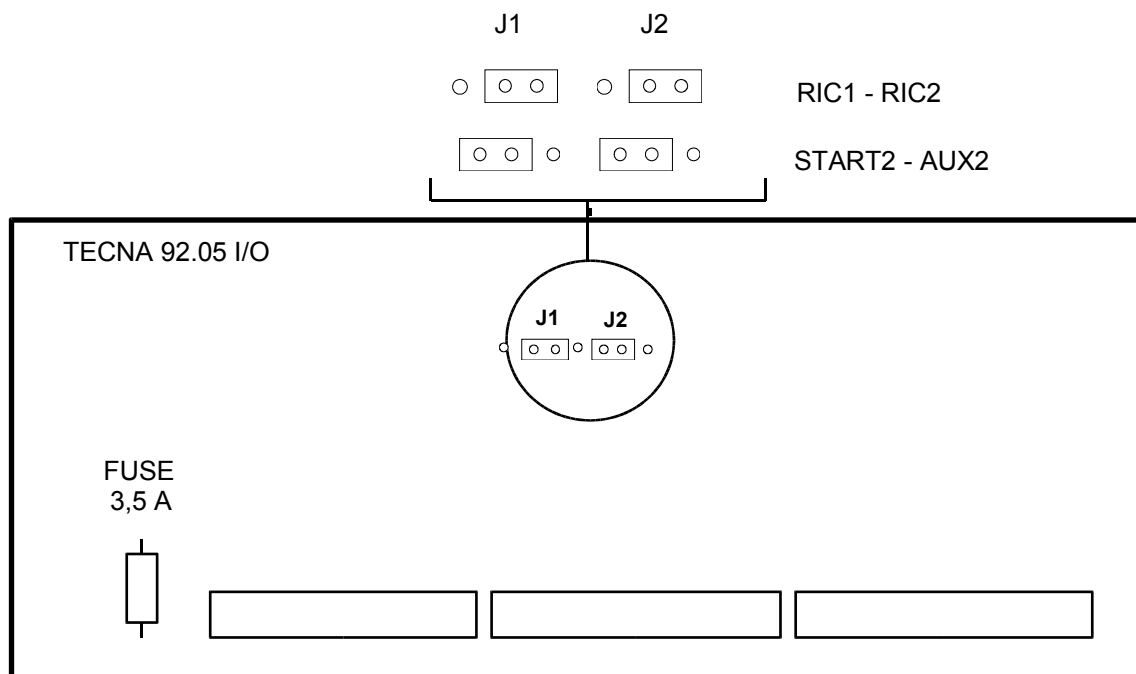 J1 J2
RIC1 - RIC2
START2 - AUX2
TECNA 92.05 I/O
J1 J2
FUSE
3,5 A